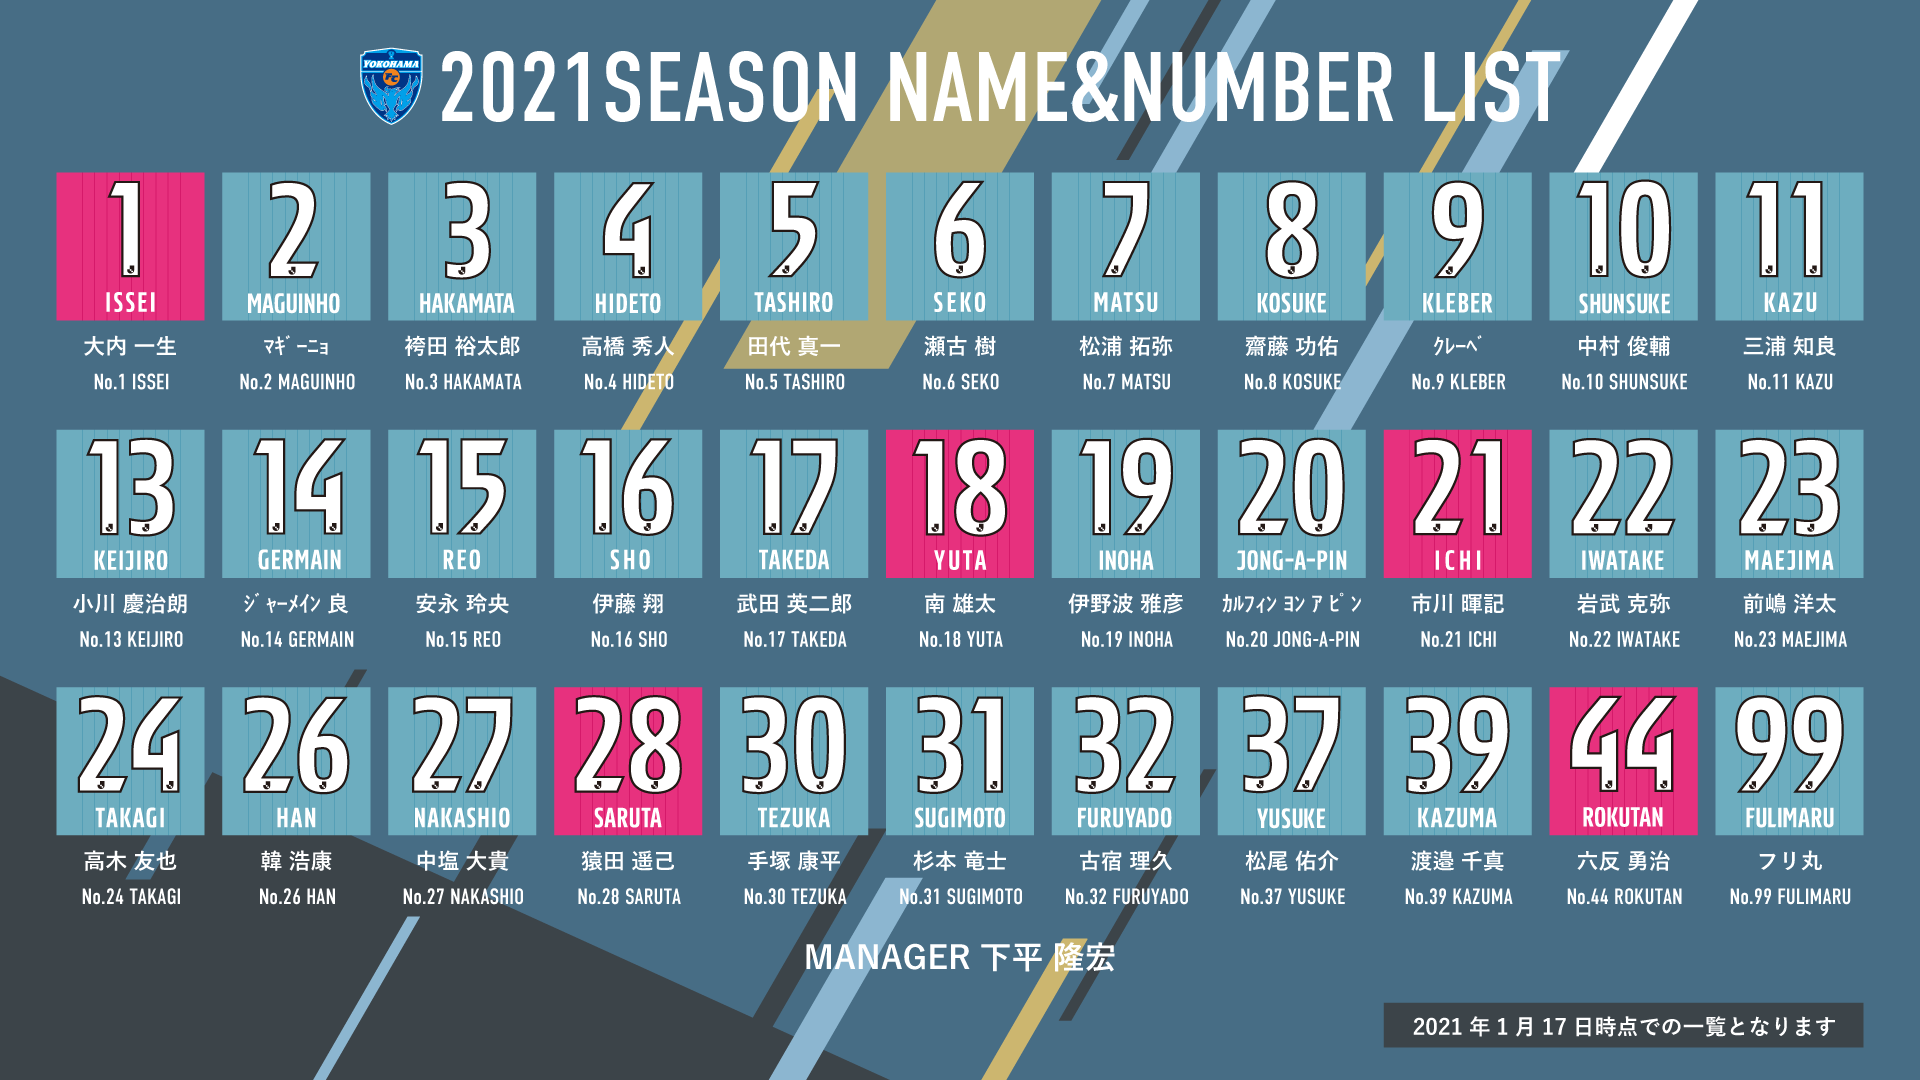 YOKOHAMA
FC
2021SEASON NAME&NUMBER LIST
1 2 3 4 5 6 7 8 9 10 11
ISSEI MAGUINHO HAKAMATA HIDETO TASHIRO SEKO MATSU KOSUKE KLEBER SHUNSUKE KAZU
大内 一生 マギーニョ 袴田 裕太郎 高橋 秀人 田代 真一 瀬古 樹 松浦 拓弥 齋藤 功佑 クレーベ 中村 俊輔 三浦 知良
No.1 ISSEI No.2 MAGUINHO No.3 HAKAMATA No.4 HIDETO No.5 TASHIRO No.6 SEKO No.7 MATSU No.8 KOSUKE No.9 KLEBER No.10 SHUNSUKE No.11 KAZU
13 14 15 16 17 18 19 20 21 22 23
KEIJIRO GERMAIN REO SHO TAKEDA YUTA INOHA JONG-A-PIN ICHI IWATAKE MAEJIMA
小川 慶治朗 ジャーメイン 良 安永 玲央 伊藤 翔 武田 英二郎 南 雄太 伊野波 雅彦 カルフィン ヨン ア ピン 市川 暉記 岩武 克弥 前嶋 洋太
No.13 KEIJIRO No.14 GERMAIN No.15 REO No.16 SHO No.17 TAKEDA No.18 YUTA No.19 INOHA No.20 JONG-A-PIN No.21 ICHI No.22 IWATAKE No.23 MAEJIMA
24 26 27 28 30 31 32 37 39 44 99
TAKAGI HAN NAKASHIO SARUTA TEZUKA SUGIMOTO FURUYADO YUSUKE KAZUMA ROKUTAN FULIMARU
高木 友也 韓 浩康 中塩 大貴 猿田 遥己 手塚 康平 杉本 竜士 古宿 理久 松尾 佑介 渡邉 千真 六反 勇治 フリ丸
No.24 TAKAGI No.26 HAN No.27 NAKASHIO No.28 SARUTA No.30 TEZUKA No.31 SUGIMOTO No.32 FURUYADO No.37 YUSUKE No.39 KAZUMA No.44 ROKUTAN No.99 FULIMARU
MANAGER 下平 隆宏
2021年1月17日時点での一覧となります